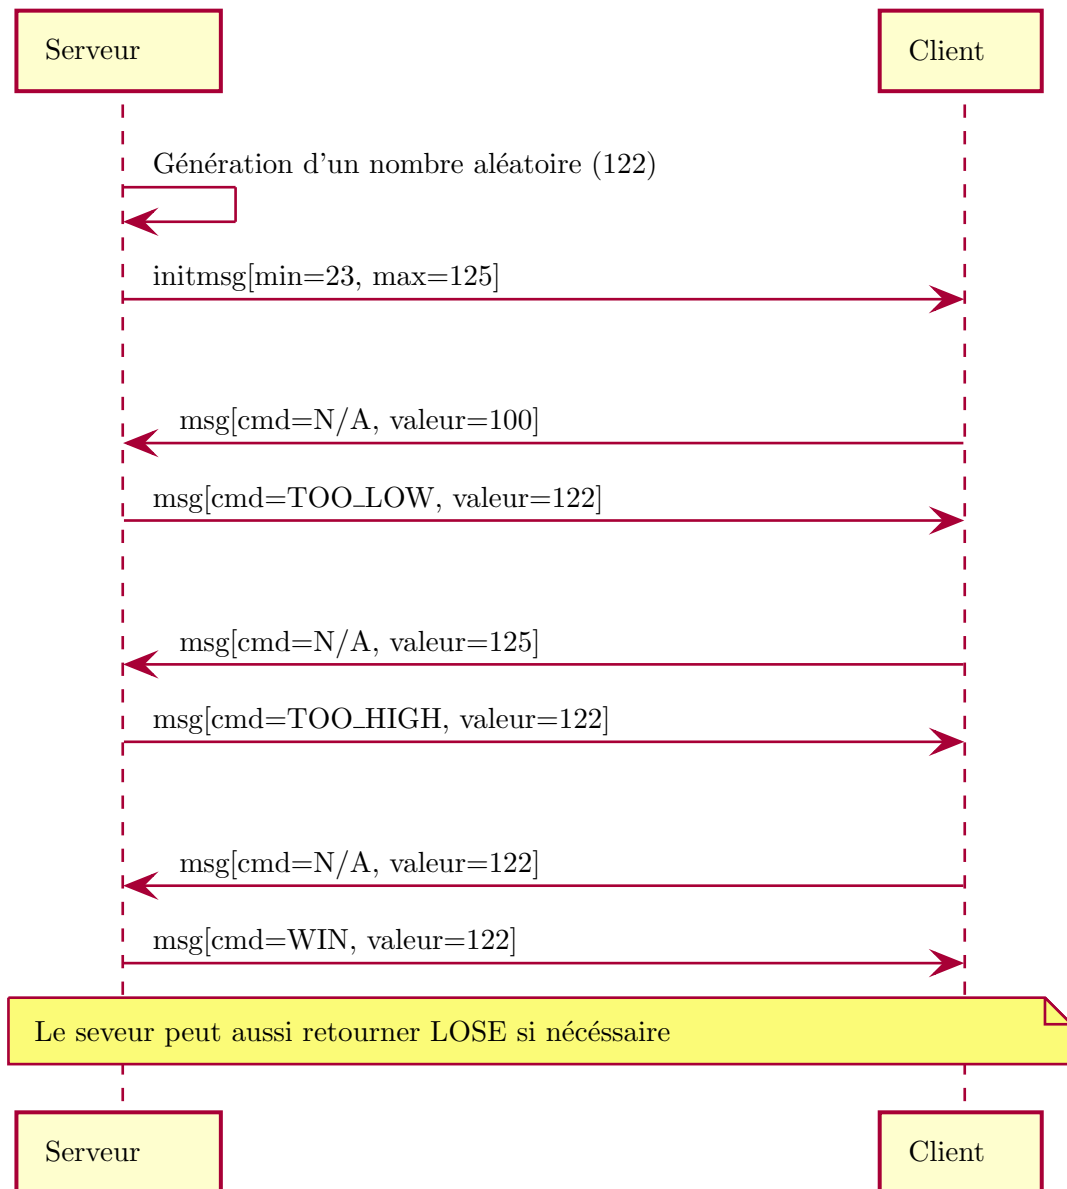 Serveur
Client
Génération d'un nombre aléatoire (122)
initmsg[min=23, max=125]
msg[cmd=N/A, valeur=100]
msg[cmd=TOO_LOW, valeur=122]
msg[cmd=N/A, valeur=125]
msg[cmd=TOO_HIGH, valeur=122]
msg[cmd=N/A, valeur=122]
msg[cmd=WIN, valeur=122]
Le seveur peut aussi retourner LOSE si nécéssaire
Serveur
Client